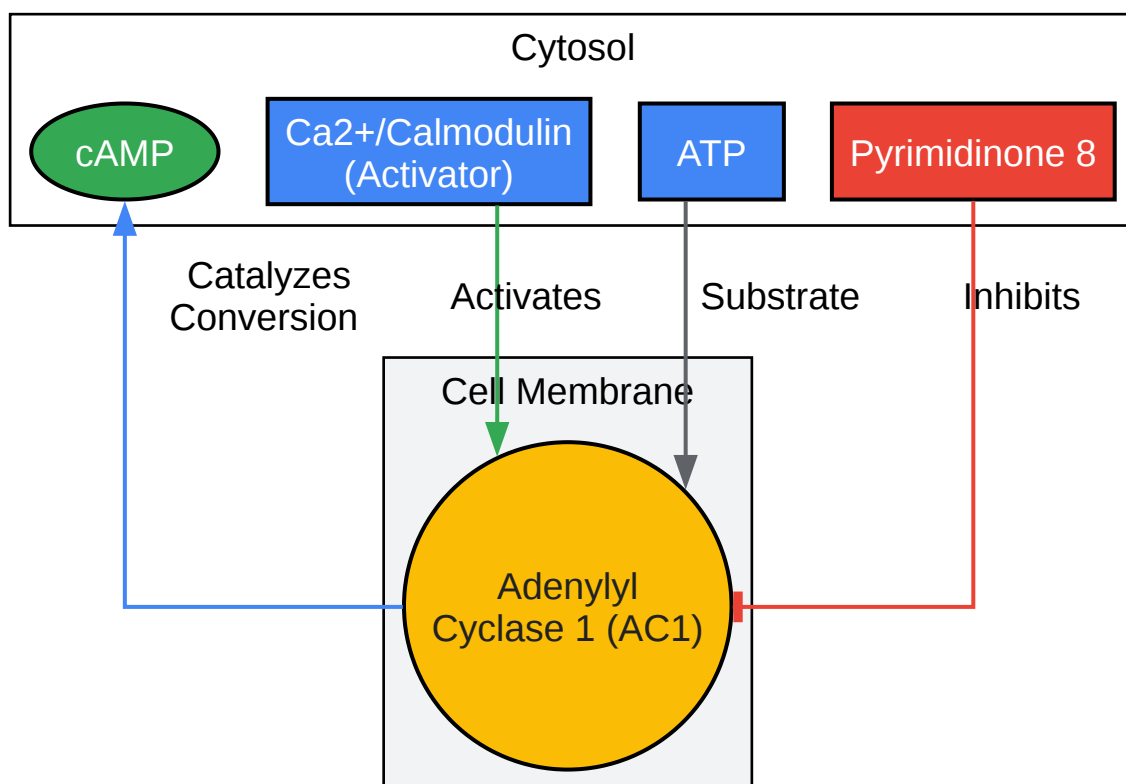 Cytosol
cAMP
Ca2+/Calmodulin
(Activator)
ATP
Pyrimidinone 8
Catalyzes
Conversion
Activates
Substrate
Inhibits
Cell Membrane
Adenylyl
Cyclase 1 (AC1)